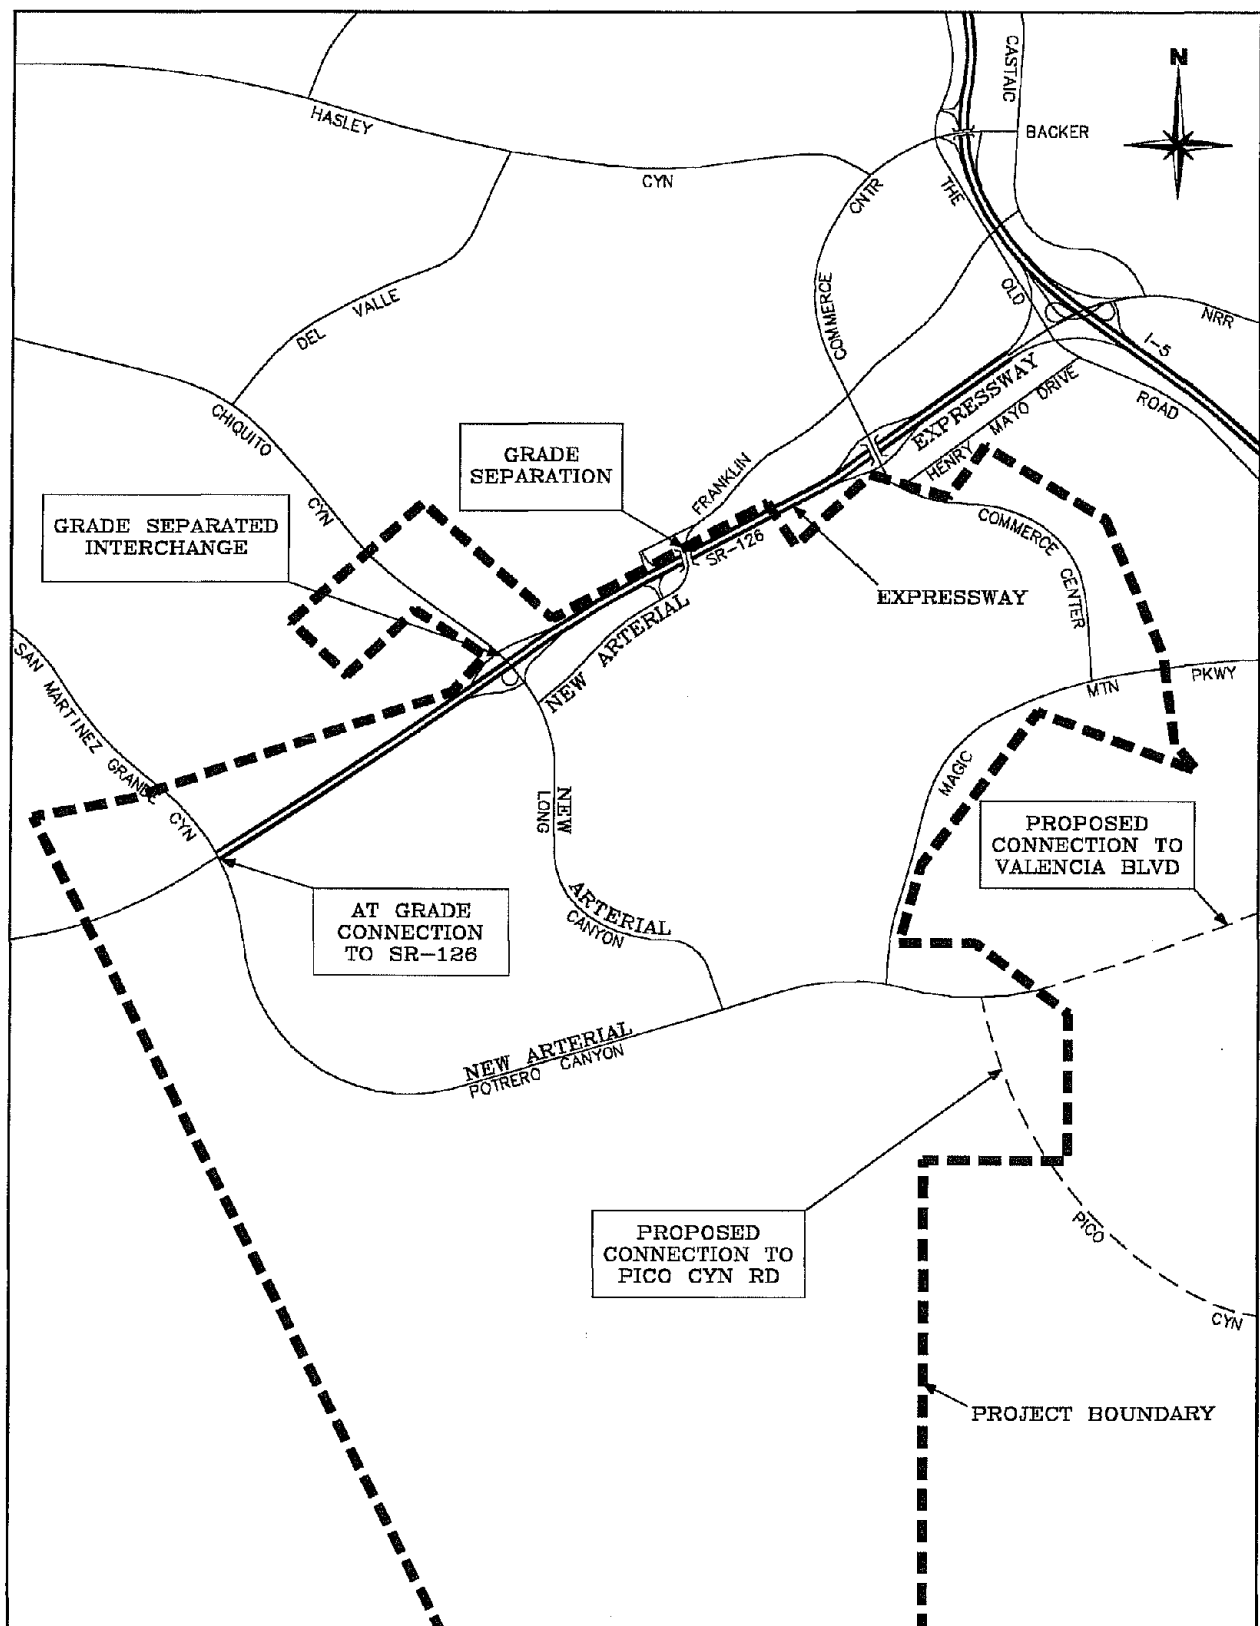 N
CASTAIC
BACKER
HASLEY
CYN
CNTR
THE
COMMERCE
OLD
NRR
I-5
DEL VALLE
EXPRESSWAY
MAYO DRIVE
HENRY
ROAD
CHIQUITO
CYN
GRADE
SEPARATION
FRANKLIN
GRADE SEPARATED
INTERCHANGE
SR-126
COMMERCE
CENTER
EXPRESSWAY
NEW ARTERIAL
SAN MARTINEZ GRANDE CYN
MTN
PKWY
MAGIC
NEW
LONG
PROPOSED
CONNECTION TO
VALENCIA BLVD
ARTERIAL
CANYON
AT GRADE
CONNECTION
TO SR-126
NEW ARTERIAL
POTRERO CANYON
PROPOSED
CONNECTION TO
PICO CYN RD
PICO
CYN
PROJECT BOUNDARY